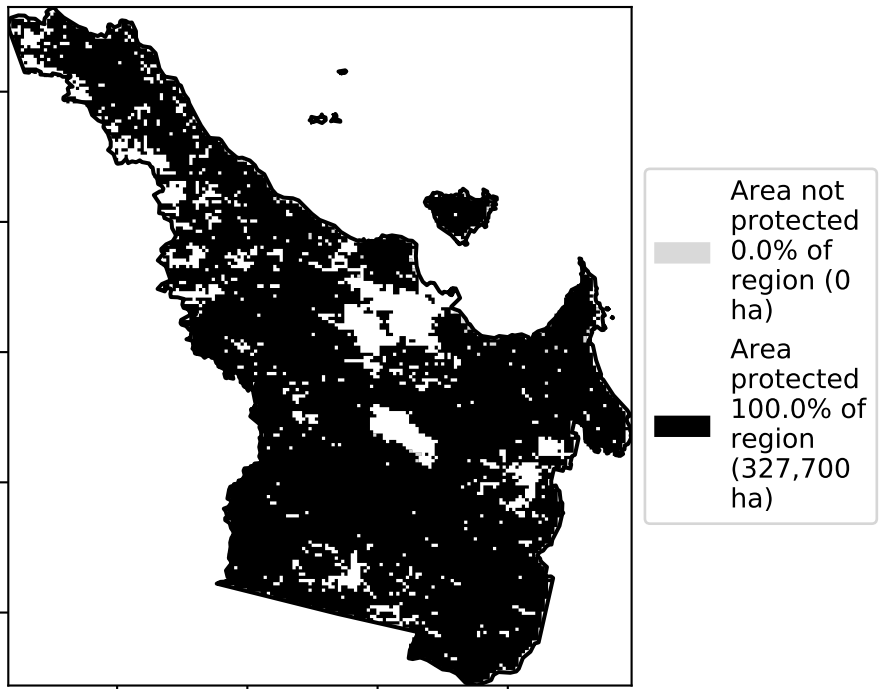 Area not
protected
0.0% of
region (0
ha)
Area
protected
100.0% of
region
(327,700
ha)